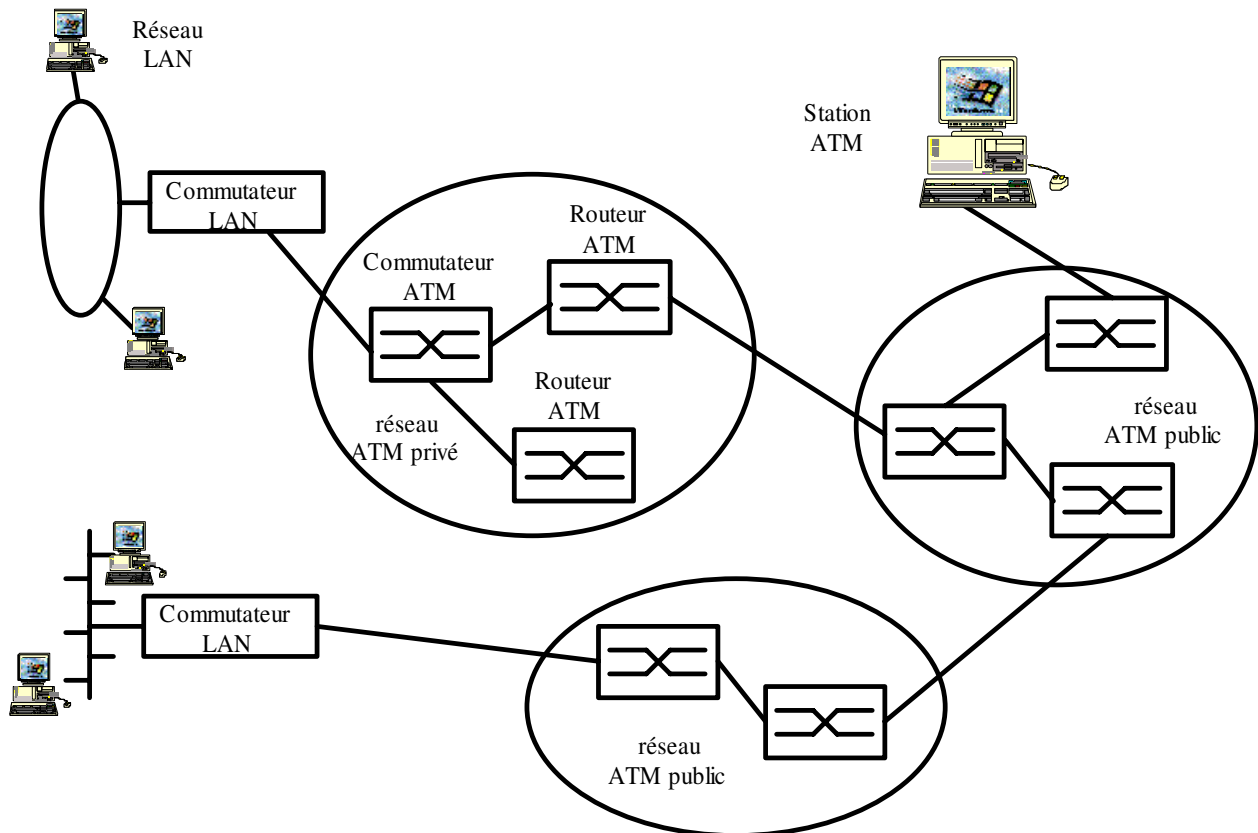 Réseau
LAN
Station
ATM
Commutateur
LAN
Routeur
ATM
Commutateur
ATM
Routeur
ATM
réseau
ATM privé
réseau
ATM public
Commutateur
LAN
réseau
ATM public